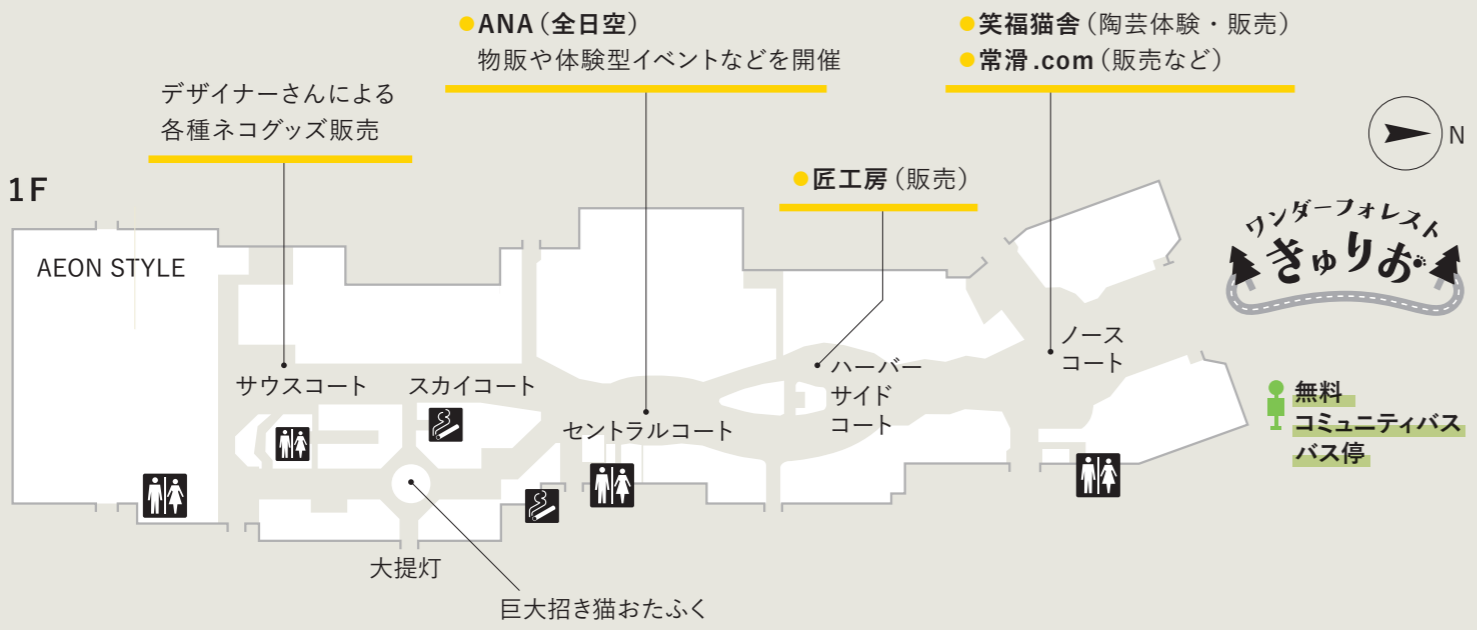 ANA（全日空）
物販や体験型イベントなどを開催
笑福猫舎（陶芸体験・販売）
常滑.com（販売など）
デザイナーさんによる
各種ネコグッズ販売
N
匠工房（販売）
1F
ワンダーフォレスト
きゅりお
AEON STYLE
サウスコート
スカイコート
セントラルコート
ハーバー
サイド
コート
ノース
コート
無料
コミュニティバス
バス停
大提灯
巨大招き猫おたふく